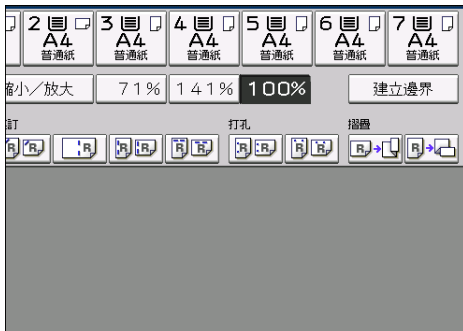 2 3 4 5 6 7
A4 A4 A4 A4 A4 A4
普通紙 普通紙 普通紙 普通紙 普通紙 普通紙
縮小／放大 71% 141% 100% 建立邊界
訂 打孔 摺疊
R R R R R R R R R R R R R